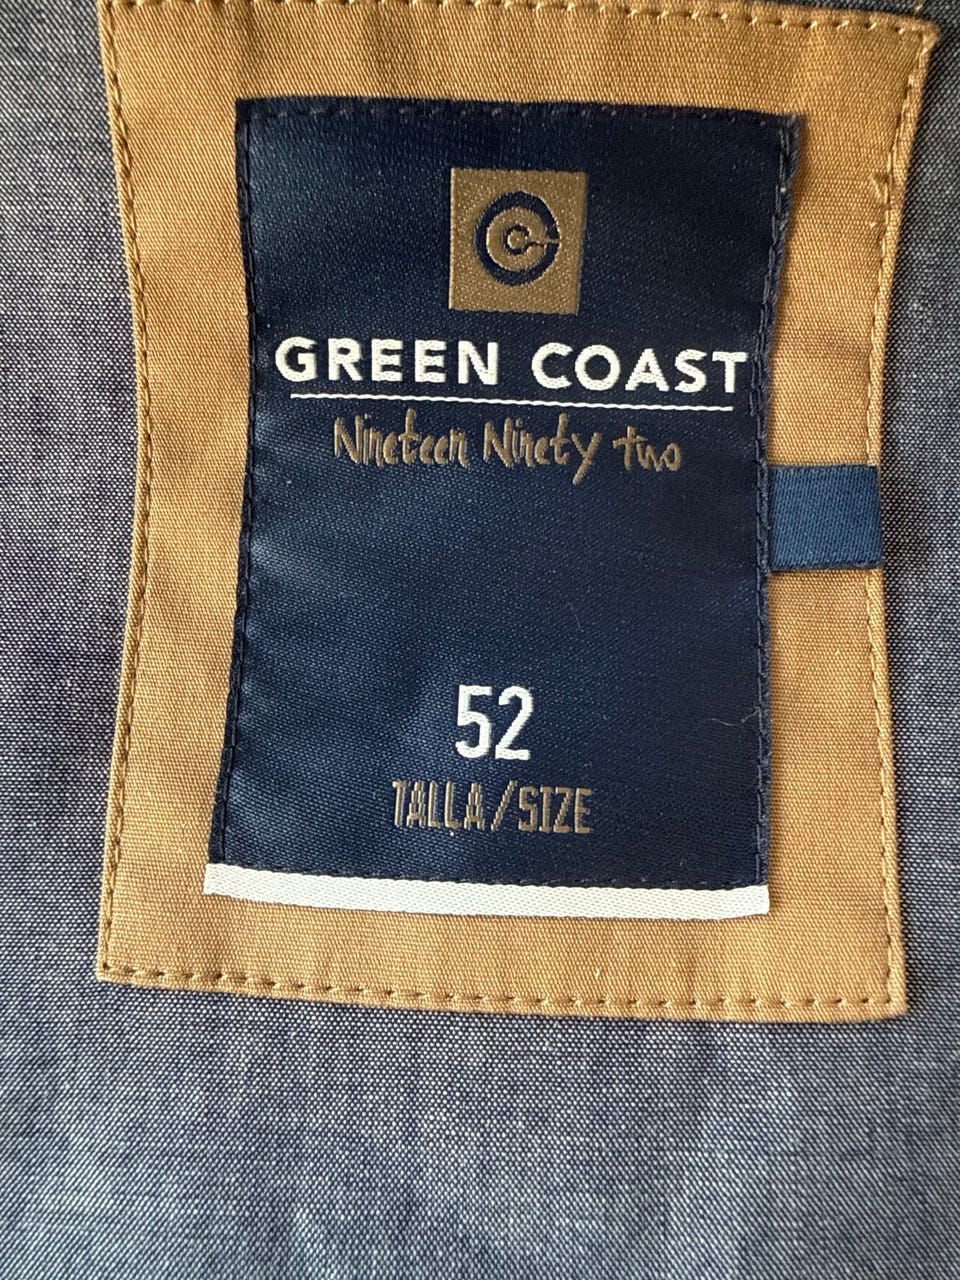 GREEN COAST
Nineteen Ninety two
52
TALLA/SIZE